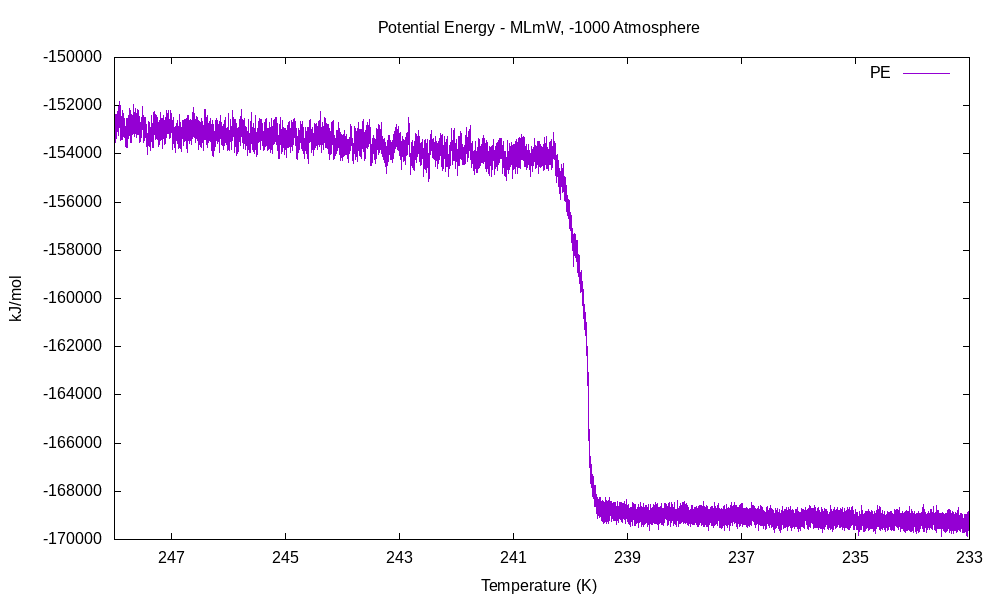 Potential Energy - MLmW, -1000 Atmosphere
PE
-150000
-152000
-154000
-156000
-158000
-160000
-162000
-164000
-166000
-168000
-170000
kJ/mol
247 245 243 241 239 237 235 233
Temperature (K)